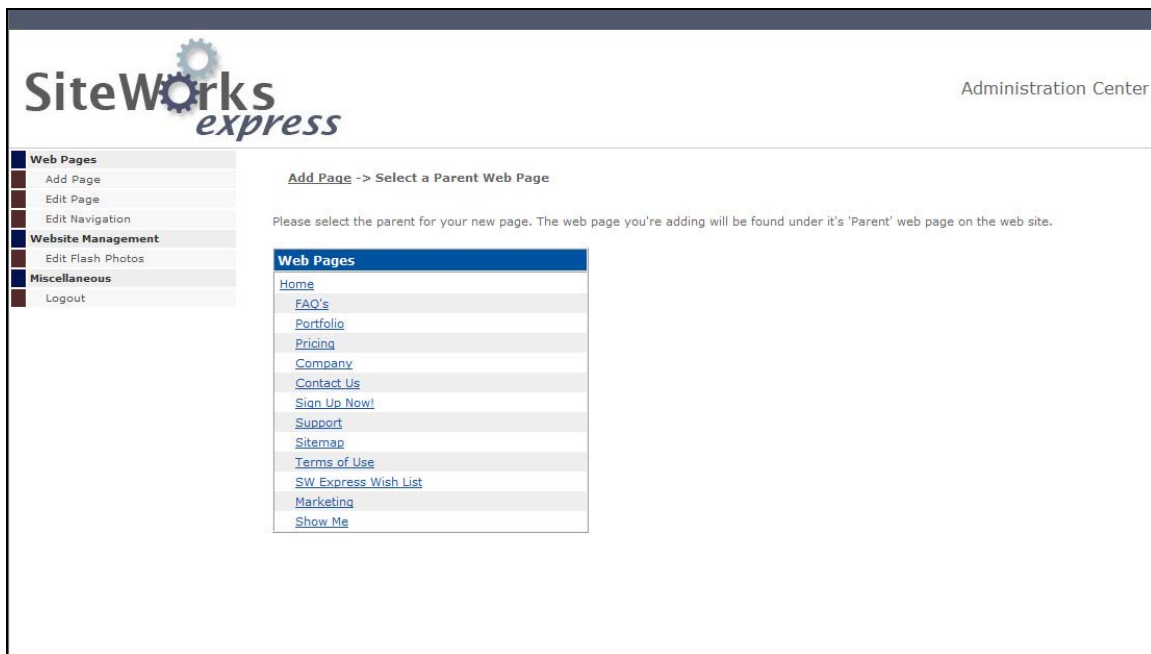 SiteWorks
express
Administration Center
Web Pages
Add Page
Edit Page
Edit Navigation
Website Management
Edit Flash Photos
Miscellaneous
Logout
Add Page -> Select a Parent Web Page
Please select the parent for your new page. The web page you're adding will be found under it's 'Parent' web page on the web site.
Web Pages
Home
FAQ's
Portfolio
Pricing
Company
Contact Us
Sign Up Now!
Support
Sitemap
Terms of Use
SW Express Wish List
Marketing
Show Me